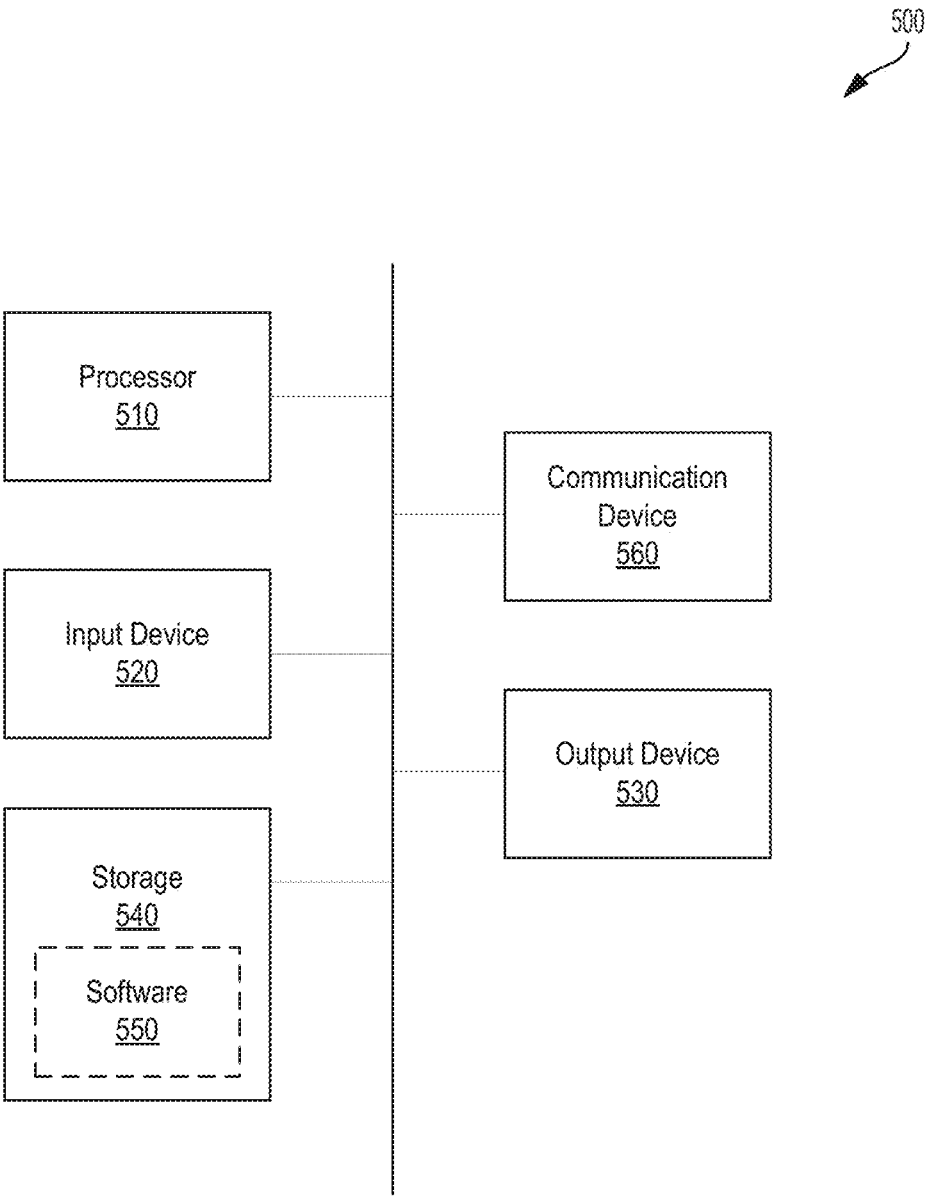 500
Processor
510
Communication
Device
560
Input Device
520
Output Device
530
Storage
540
Software
550